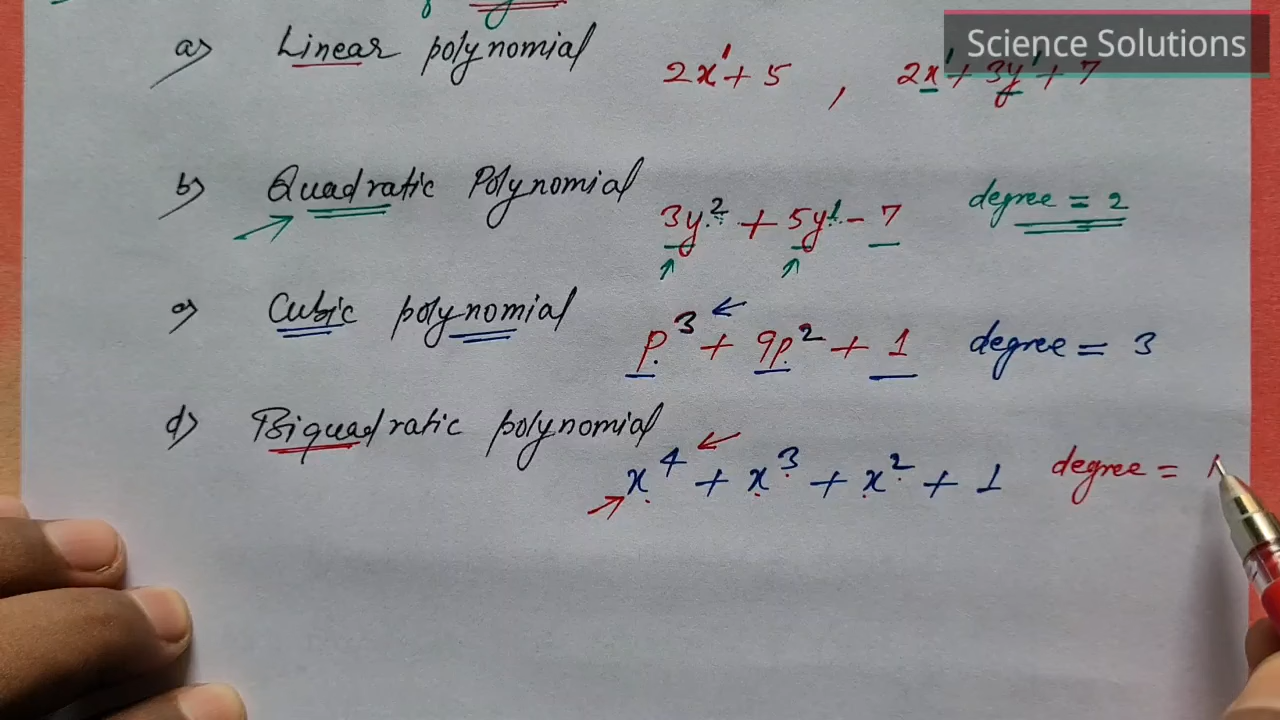 Science Solutions
a) Linear polynomial 2x¹ + 5 , 2x¹ + 3y¹ + 7
b) Quadratic Polynomial 3y² + 5y¹ - 7 degree = 2
c) Cubic polynomial p³ + 9p² + 1 degree = 3
d) Biquadratic polynomial x⁴ + x³ + x² + 1 degree =